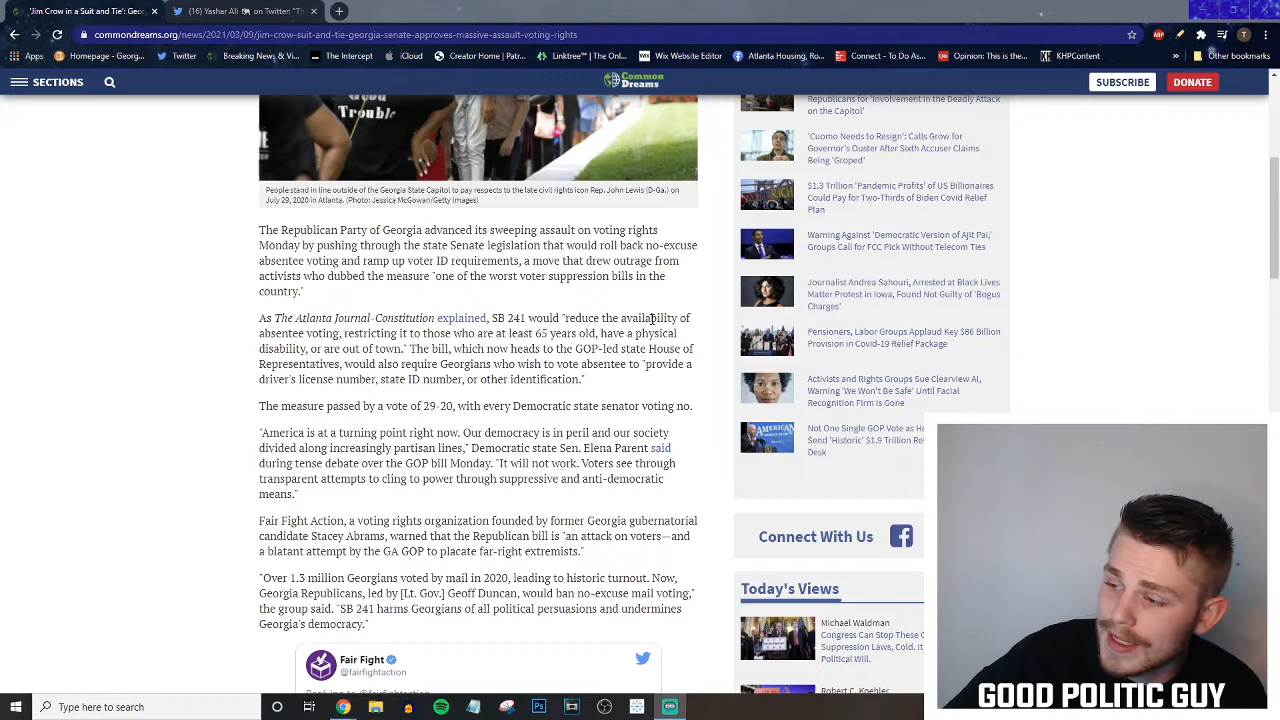 'Jim Crow in a Suit and Tie': Geor
(16) Yashar Ali on Twitter: "T
commondreams.org/news/2021/03/09/jim-crow-suit-and-tie-georgia-senate-approves-massive-assault-voting-rights
Apps
Homepage - Georg...
Twitter
Breaking News & Vi...
The Intercept
iCloud
Creator Home | Patr...
Linktree™ | The Onl...
Wix Website Editor
Atlanta Housing, Ro...
Connect - To Do As...
Opinion: This is the...
KHPContent
Other bookmarks
SECTIONS
Common
Dreams
SUBSCRIBE
DONATE
Good
Trouble
People stand in line outside of the Georgia State Capitol to pay respects to the late civil rights icon Rep. John Lewis (D-Ga.) on
July 29, 2020 in Atlanta. (Photo: Jessica McGowan/Getty Images)
The Republican Party of Georgia advanced its sweeping assault on voting rights
Monday by pushing through the state Senate legislation that would roll back no-excuse
absentee voting and ramp up voter ID requirements, a move that drew outrage from
activists who dubbed the measure "one of the worst voter suppression bills in the
country."
As The Atlanta Journal-Constitution explained, SB 241 would "reduce the availability of
absentee voting, restricting it to those who are at least 65 years old, have a physical
disability, or are out of town." The bill, which now heads to the GOP-led state House of
Representatives, would also require Georgians who wish to vote absentee to "provide a
driver's license number, state ID number, or other identification."
The measure passed by a vote of 29-20, with every Democratic state senator voting no.
"America is at a turning point right now. Our democracy is in peril and our society
divided along increasingly partisan lines," Democratic state Sen. Elena Parent said
during tense debate over the GOP bill Monday. "It will not work. Voters see through
transparent attempts to cling to power through suppressive and anti-democratic
means."
Fair Fight Action, a voting rights organization founded by former Georgia gubernatorial
candidate Stacey Abrams, warned that the Republican bill is "an attack on voters—and
a blatant attempt by the GA GOP to placate far-right extremists."
"Over 1.3 million Georgians voted by mail in 2020, leading to historic turnout. Now,
Georgia Republicans, led by [Lt. Gov.] Geoff Duncan, would ban no-excuse mail voting,"
the group said. "SB 241 harms Georgians of all political persuasions and undermines
Georgia's democracy."
Fair Fight
@fairfightaction
Replying to @fairfightaction
Republicans for 'Involvement in the Deadly Attack
on the Capitol'
'Cuomo Needs to Resign': Calls Grow for
Governor's Ouster After Sixth Accuser Claims
Being 'Groped'
$1.3 Trillion 'Pandemic Profits' of US Billionaires
Could Pay for Two-Thirds of Biden Covid Relief
Plan
Warning Against 'Democratic Version of Ajit Pai,'
Groups Call for FCC Pick Without Telecom Ties
Journalist Andrea Sahouri, Arrested at Black Lives
Matter Protest in Iowa, Found Not Guilty of 'Bogus
Charges'
Pensioners, Labor Groups Applaud Key $86 Billion
Provision in Covid-19 Relief Package
Activists and Rights Groups Sue Clearview AI,
Warning 'We Won't Be Safe' Until Facial
Recognition Firm Is Gone
Not One Single GOP Vote as Ho
Send 'Historic' $1.9 Trillion Re
Desk
Connect With Us
Today's Views
Michael Waldman
Congress Can Stop These G
Suppression Laws, Cold. It
Political Will.
Robert C. Koehler
GOOD POLITIC GUY
Type here to search